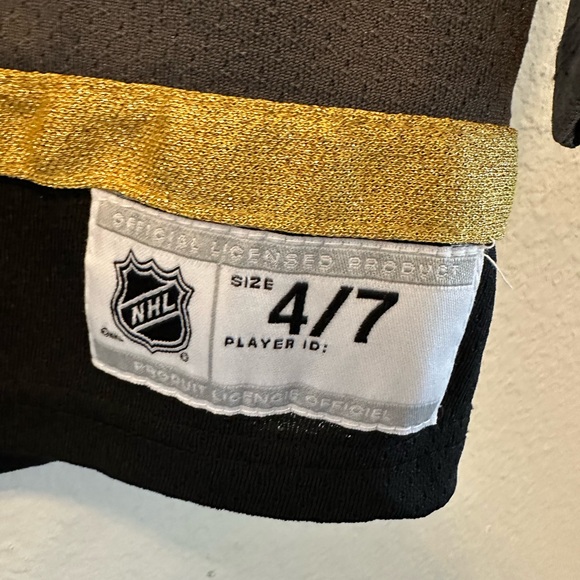 OFFICIAL LICENSED PRODUCT
NHL
SIZE 4/7
PLAYER ID:
PRODUIT LICENCIÉ OFFICIEL